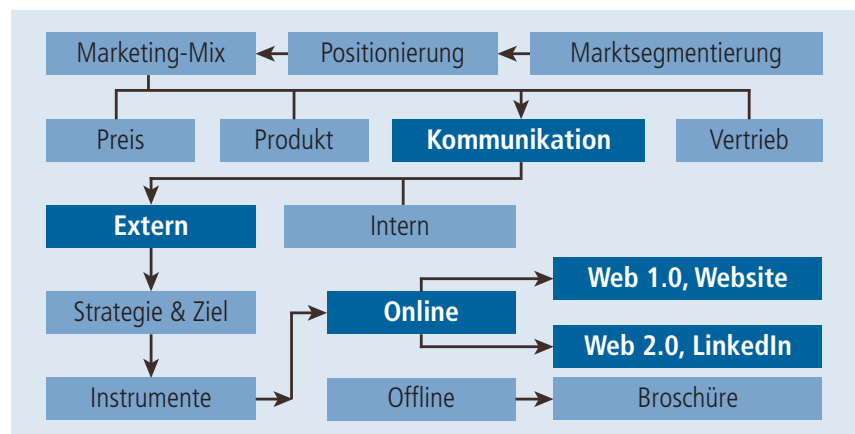 Marketing-Mix
Positionierung
Marktsegmentierung
Preis
Produkt
Kommunikation
Vertrieb
Extern
Intern
Strategie & Ziel
Online
Web 1.0, Website
Web 2.0, LinkedIn
Instrumente
Offline
Broschüre